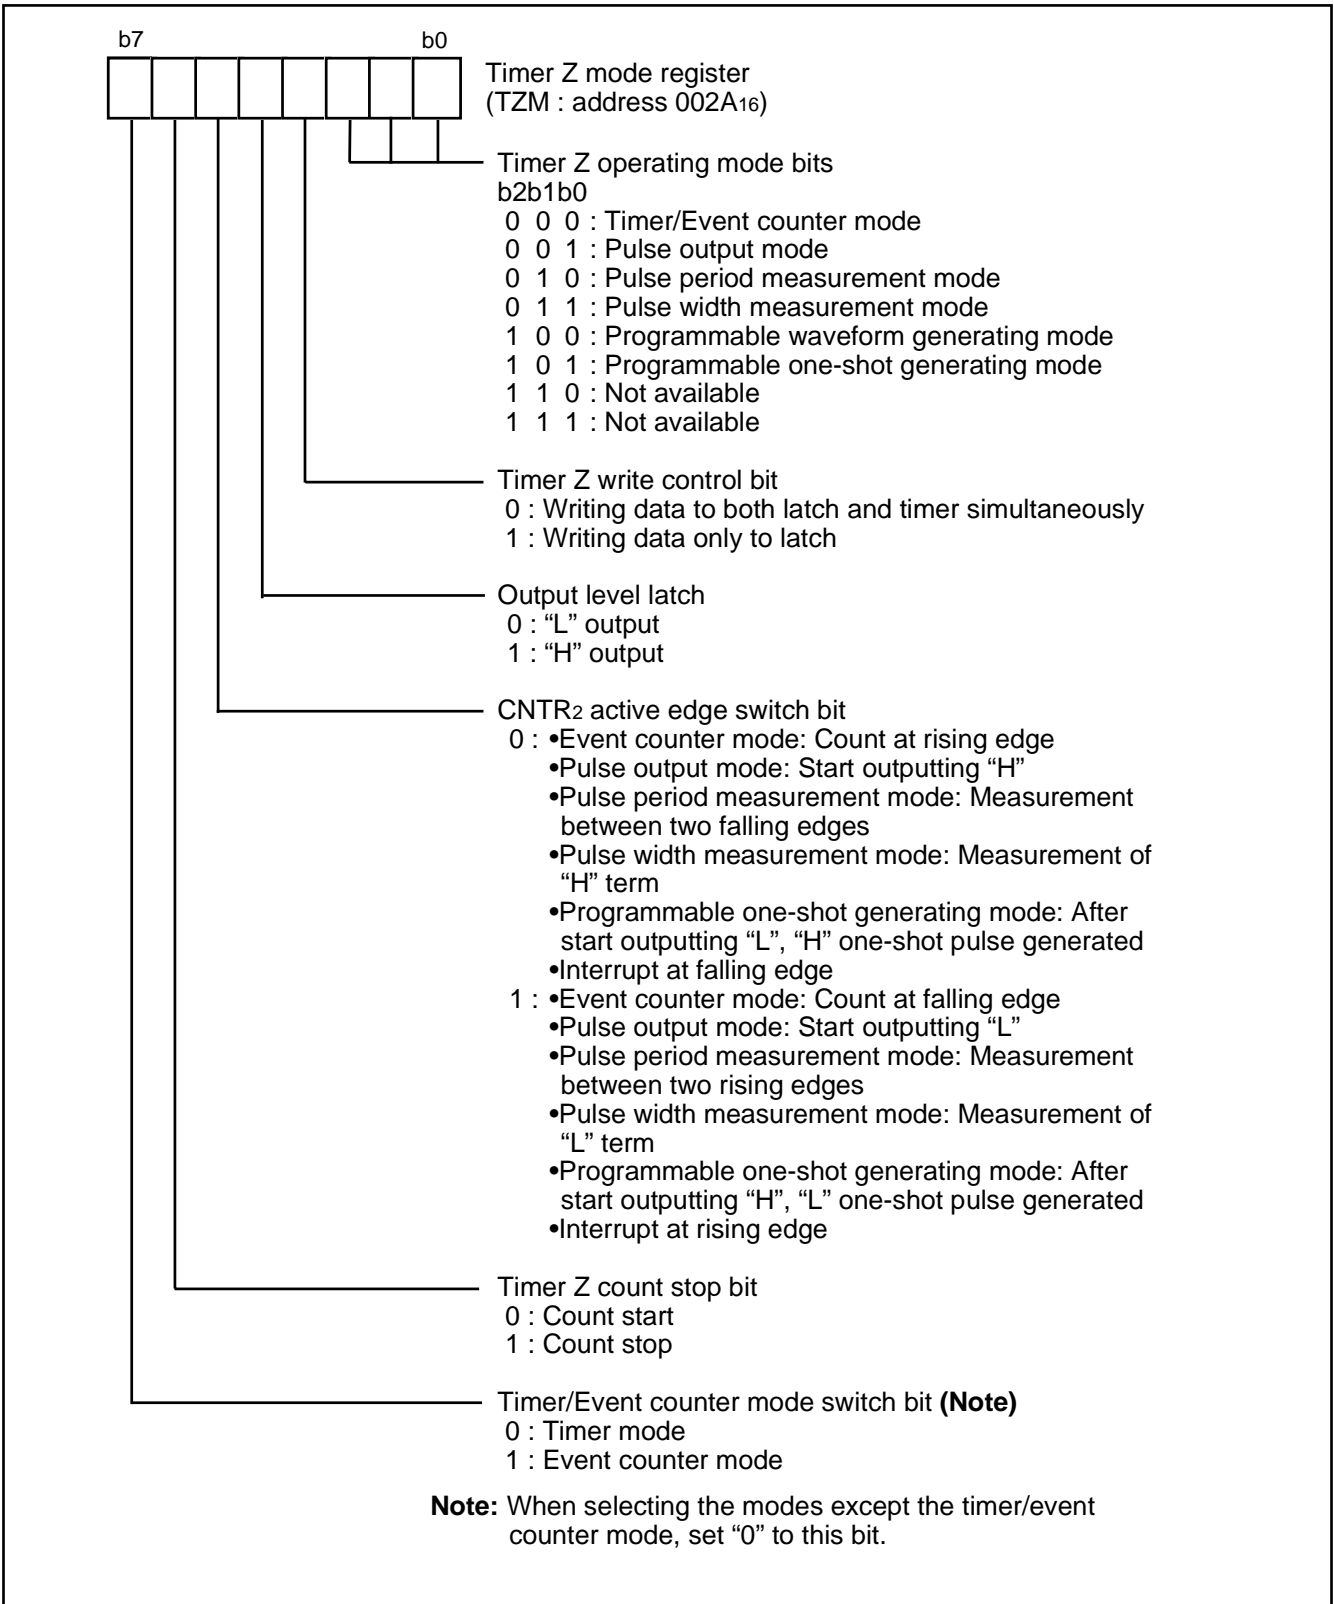 b7 b0
Timer Z mode register
(TZM : address 002A16)
Timer Z operating mode bits
b2b1b0
0 0 0 : Timer/Event counter mode
0 0 1 : Pulse output mode
0 1 0 : Pulse period measurement mode
0 1 1 : Pulse width measurement mode
1 0 0 : Programmable waveform generating mode
1 0 1 : Programmable one-shot generating mode
1 1 0 : Not available
1 1 1 : Not available
Timer Z write control bit
0 : Writing data to both latch and timer simultaneously
1 : Writing data only to latch
Output level latch
0 : “L” output
1 : “H” output
CNTR2 active edge switch bit
0 : •Event counter mode: Count at rising edge
•Pulse output mode: Start outputting “H”
•Pulse period measurement mode: Measurement
between two falling edges
•Pulse width measurement mode: Measurement of
“H” term
•Programmable one-shot generating mode: After
start outputting “L”, “H” one-shot pulse generated
•Interrupt at falling edge
1 : •Event counter mode: Count at falling edge
•Pulse output mode: Start outputting “L”
•Pulse period measurement mode: Measurement
between two rising edges
•Pulse width measurement mode: Measurement of
“L” term
•Programmable one-shot generating mode: After
start outputting “H”, “L” one-shot pulse generated
•Interrupt at rising edge
Timer Z count stop bit
0 : Count start
1 : Count stop
Timer/Event counter mode switch bit (Note)
0 : Timer mode
1 : Event counter mode
Note: When selecting the modes except the timer/event
counter mode, set “0” to this bit.